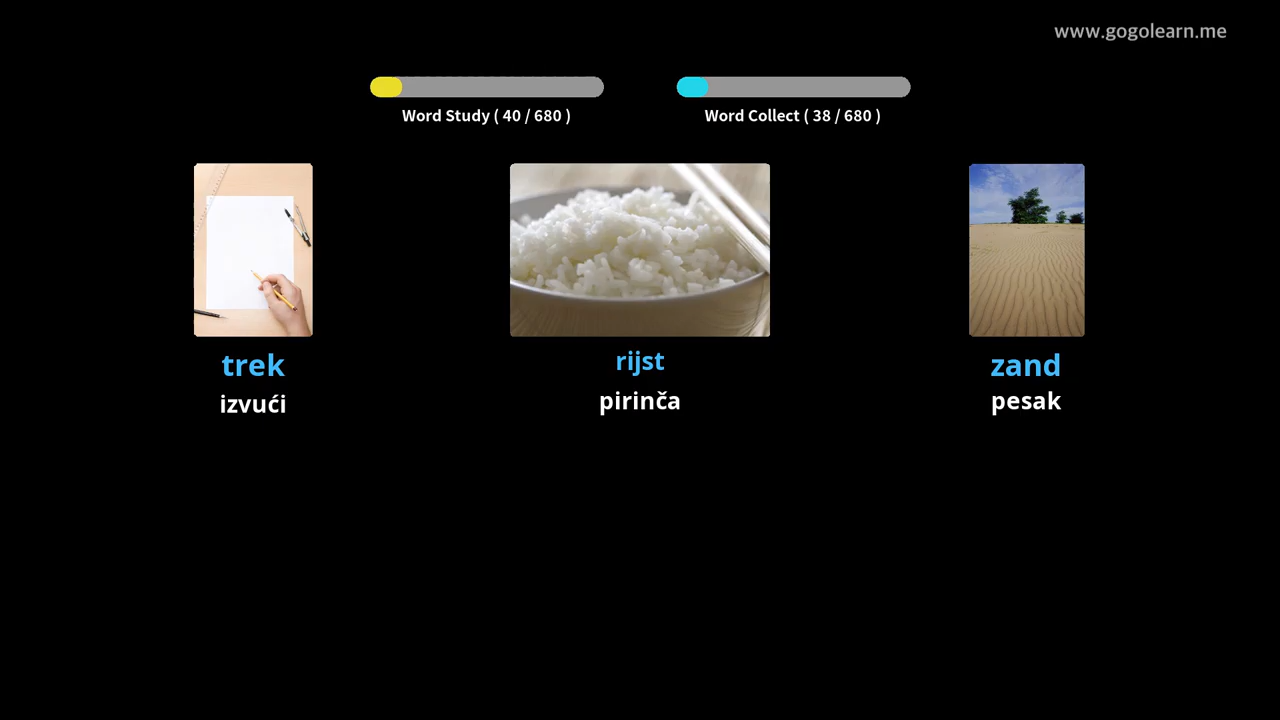 www.gogolearn.me
Word Study ( 40 / 680 )
Word Collect ( 38 / 680 )
trek
izvući
rijst
pirinča
zand
pesak